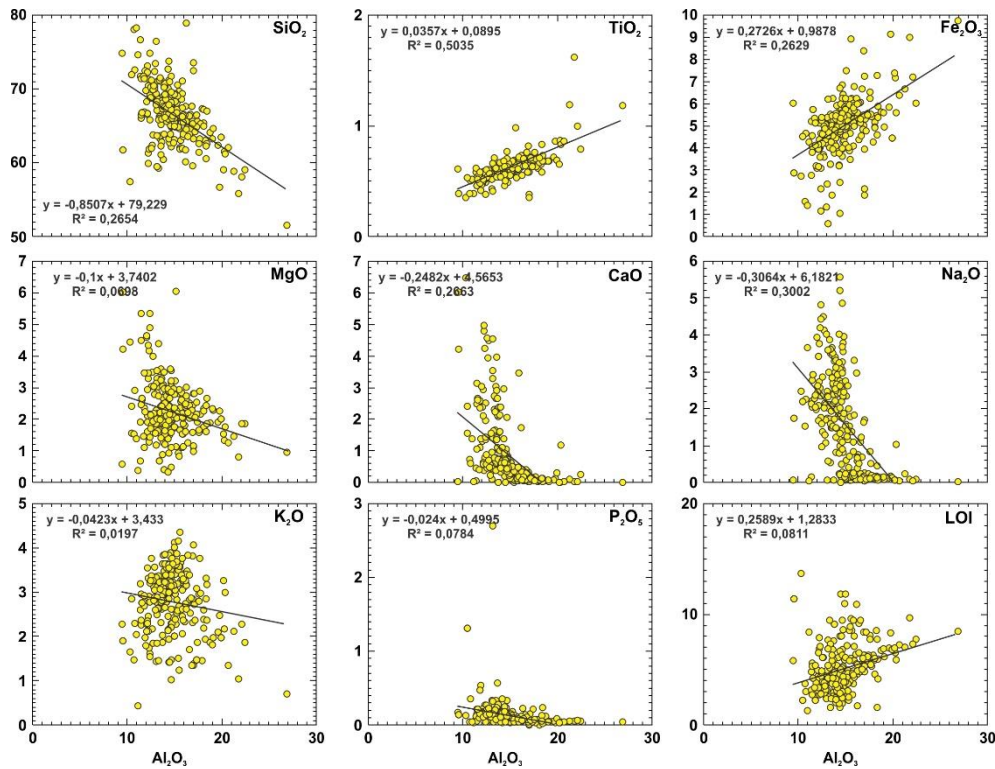 80
70
60
50
SiO₂
y = -0,8507x + 79,229
R² = 0,2654
2
1
0
y = 0,0357x + 0,0895
R² = 0,5035
TiO₂
10
9
8
7
6
5
4
3
2
1
0
y = 0,2726x + 0,9878
R² = 0,2629
Fe₂O₃
7
6
5
4
3
2
1
0
y = -0,1x + 3,7402
R² = 0,0698
MgO
7
6
5
4
3
2
1
0
y = -0,2482x + 4,5653
R² = 0,2663
CaO
6
5
4
3
2
1
0
y = -0,3064x + 6,1821
R² = 0,3002
Na₂O
5
4
3
2
1
0
y = -0,0423x + 3,433
R² = 0,0197
K₂O
0 10 20 30
Al₂O₃
3
2
1
0
y = -0,024x + 0,4995
R² = 0,0784
P₂O₅
0 10 20 30
Al₂O₃
20
10
0
y = 0,2589x + 1,2833
R² = 0,0811
LOI
0 10 20 30
Al₂O₃